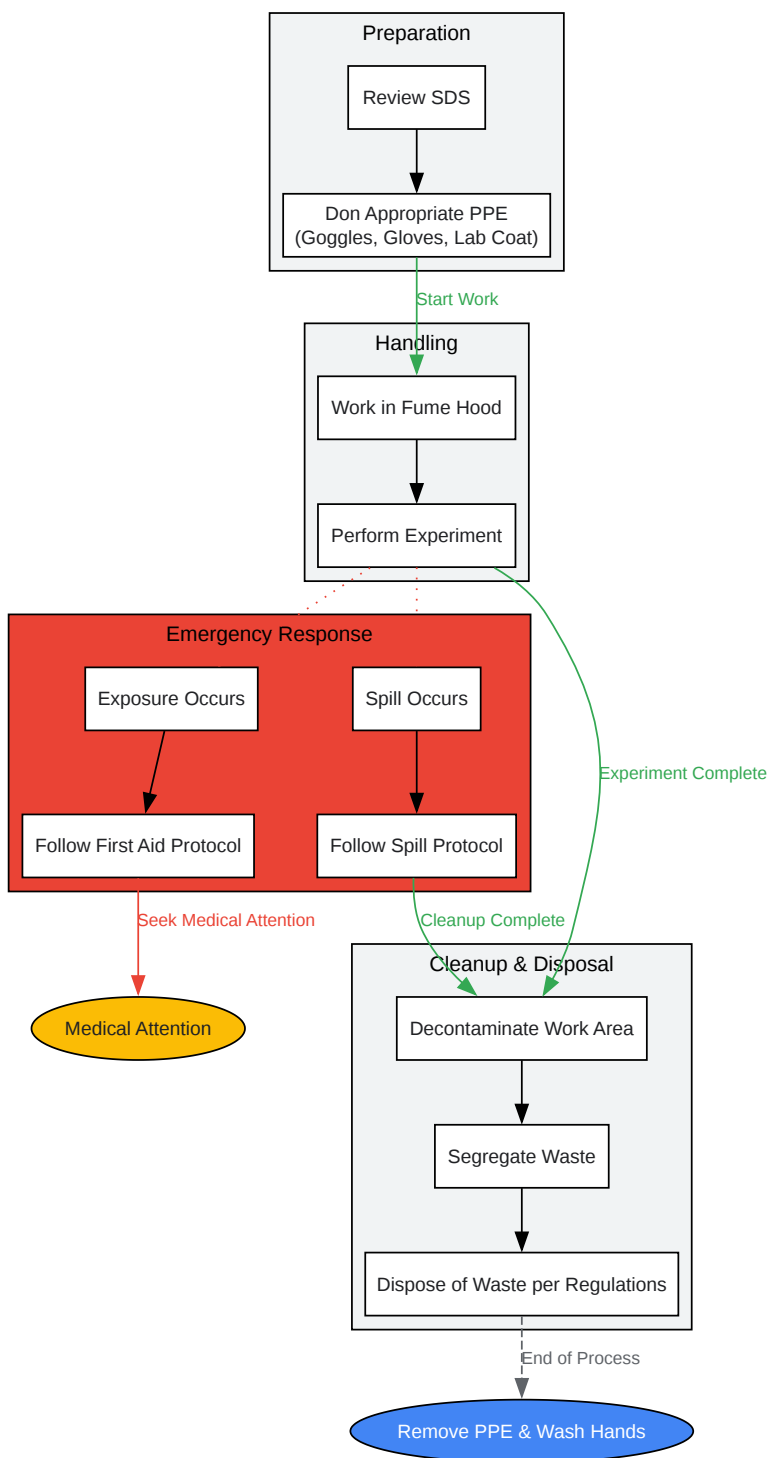 Preparation
Review SDS
Don Appropriate PPE
(Goggles, Gloves, Lab Coat)
Start Work
Handling
Work in Fume Hood
Perform Experiment
Emergency Response
Exposure Occurs
Spill Occurs
Experiment Complete
Follow First Aid Protocol
Follow Spill Protocol
Seek Medical Attention
Cleanup Complete
Cleanup & Disposal
Medical Attention
Decontaminate Work Area
Segregate Waste
Dispose of Waste per Regulations
End of Process
Remove PPE & Wash Hands